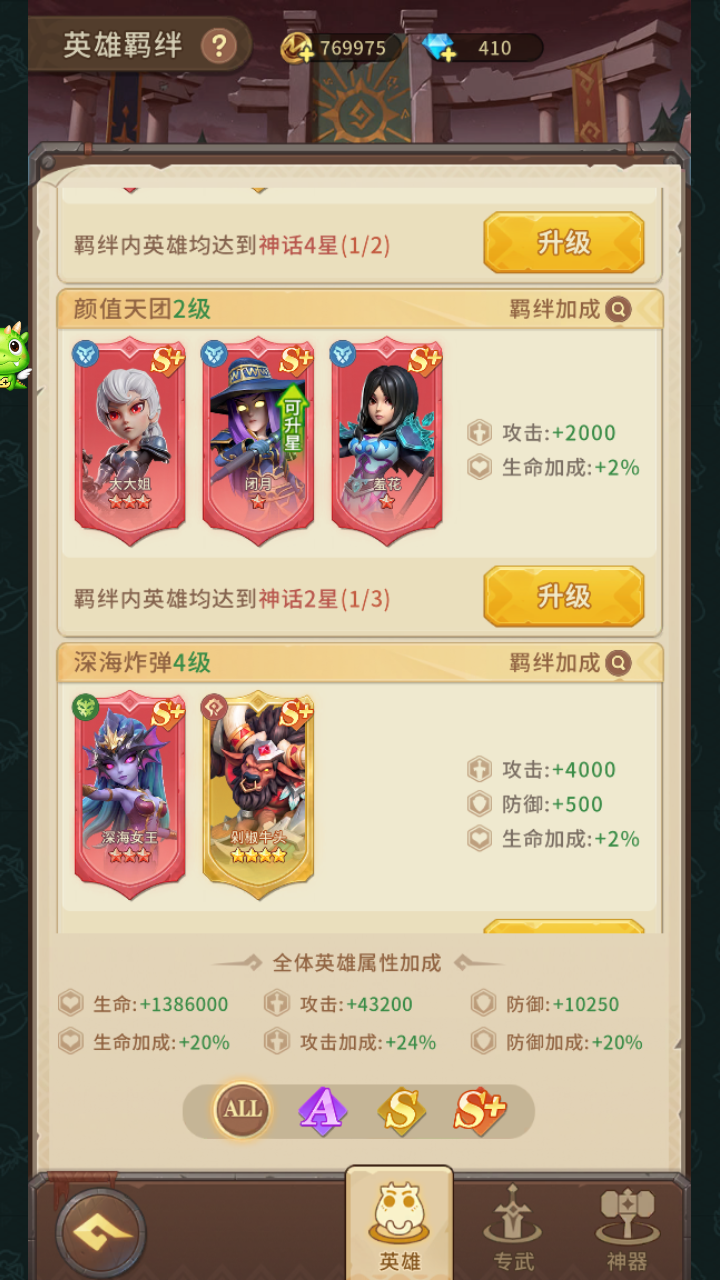 英雄羁绊 ? 769975 410
羁绊内英雄均达到神话4星(1/2) 升级
颜值天团2级 羁绊加成
S+ S+ S+
WWW
可升星
大大姐 闭月 羞花
攻击:+2000
生命加成:+2%
羁绊内英雄均达到神话2星(1/3) 升级
深海炸弹4级 羁绊加成
S+ S+
深海女王 剁椒牛头
攻击:+4000
防御:+500
生命加成:+2%
全体英雄属性加成
生命:+1386000 攻击:+43200 防御:+10250
生命加成:+20% 攻击加成:+24% 防御加成:+20%
ALL A S S+
英雄 专武 神器